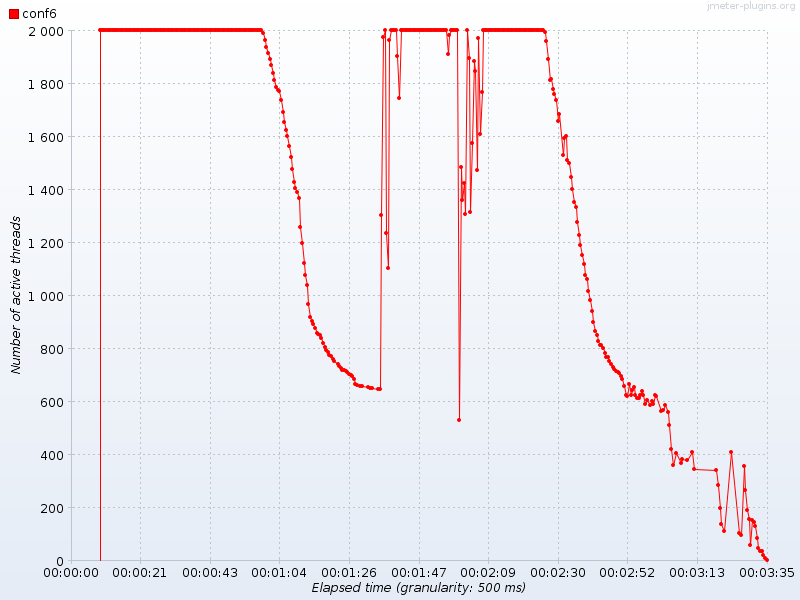 jmeter-plugins.org
conf6
2 000
1 800
1 600
1 400
1 200
1 000
800
600
400
200
0
Number of active threads
00:00:00 00:00:21 00:00:43 00:01:04 00:01:26 00:01:47 00:02:09 00:02:30 00:02:52 00:03:13 00:03:35
Elapsed time (granularity: 500 ms)